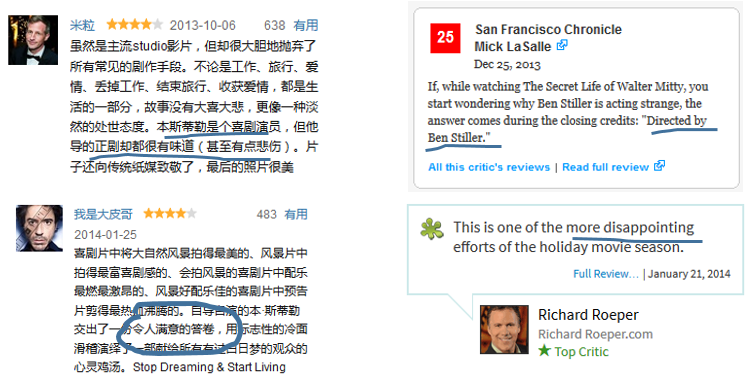 米粒 2013-10-06 638 有用
虽然是主流studio影片，但却很大胆地抛弃了
所有常见的剧作手段。不论是工作、旅行、爱
情、丢掉工作、结束旅行、收获爱情，都是生
活的一部分，故事没有大喜大悲，更像一种淡
然的处世态度。本斯蒂勒是个喜剧演员，但他
导的正剧却都很有味道（甚至有点悲伤）。片
子还向传统纸媒致敬了，最后的照片很美
我是大皮哥 483 有用
2014-01-25
喜剧片中将大自然风景拍得最美的、风景片中
拍得最富喜剧感的、会拍风景的喜剧片中配乐
最燃最激昂的、风景好配乐佳的喜剧片中预告
片剪得最热血沸腾的。自导自演的本·斯蒂勒
交出了一份令人满意的答卷，用标志性的冷面
滑稽演绎了一部献给所有有过白日梦的观众的
心灵鸡汤。Stop Dreaming & Start Living
25
San Francisco Chronicle
Mick LaSalle
Dec 25, 2013
If, while watching The Secret Life of Walter Mitty, you
start wondering why Ben Stiller is acting strange, the
answer comes during the closing credits: "Directed by
Ben Stiller."
All this critic's reviews | Read full review
This is one of the more disappointing
efforts of the holiday movie season.
Full Review... | January 21, 2014
Richard Roeper
RichardRoeper.com
Top Critic